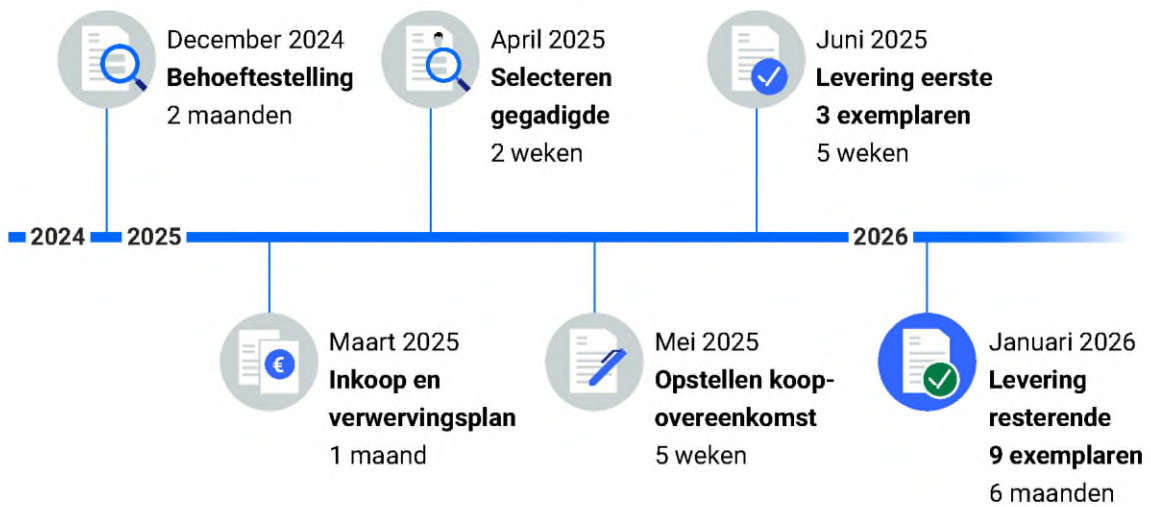 December 2024
Behoeftestelling
2 maanden
April 2025
Selecteren
gegadigde
2 weken
Juni 2025
Levering eerste
3 exemplaren
5 weken
2024
2025
2026
€
Maart 2025
Inkoop en
verwervingsplan
1 maand
Mei 2025
Opstellen koop-
overeenkomst
5 weken
Januari 2026
Levering
resterende
9 exemplaren
6 maanden